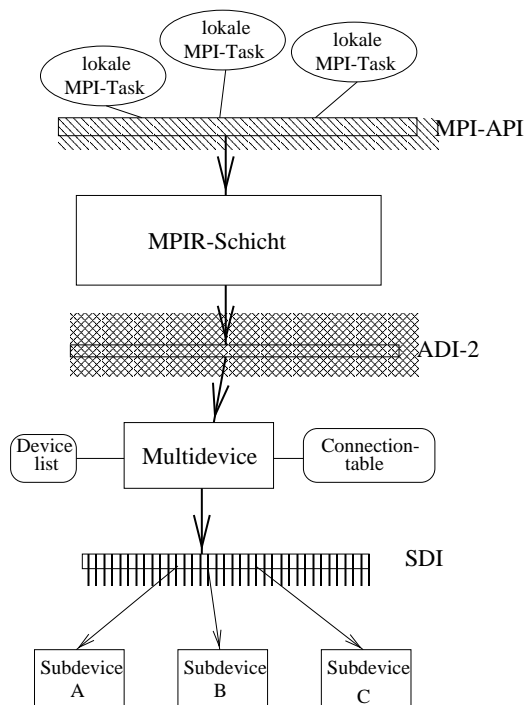 lokale
MPI-Task
lokale
MPI-Task
lokale
MPI-Task
MPI-API
MPIR-Schicht
ADI-2
Device
list
Multidevice
Connection-
table
SDI
Subdevice
A
Subdevice
B
Subdevice
C